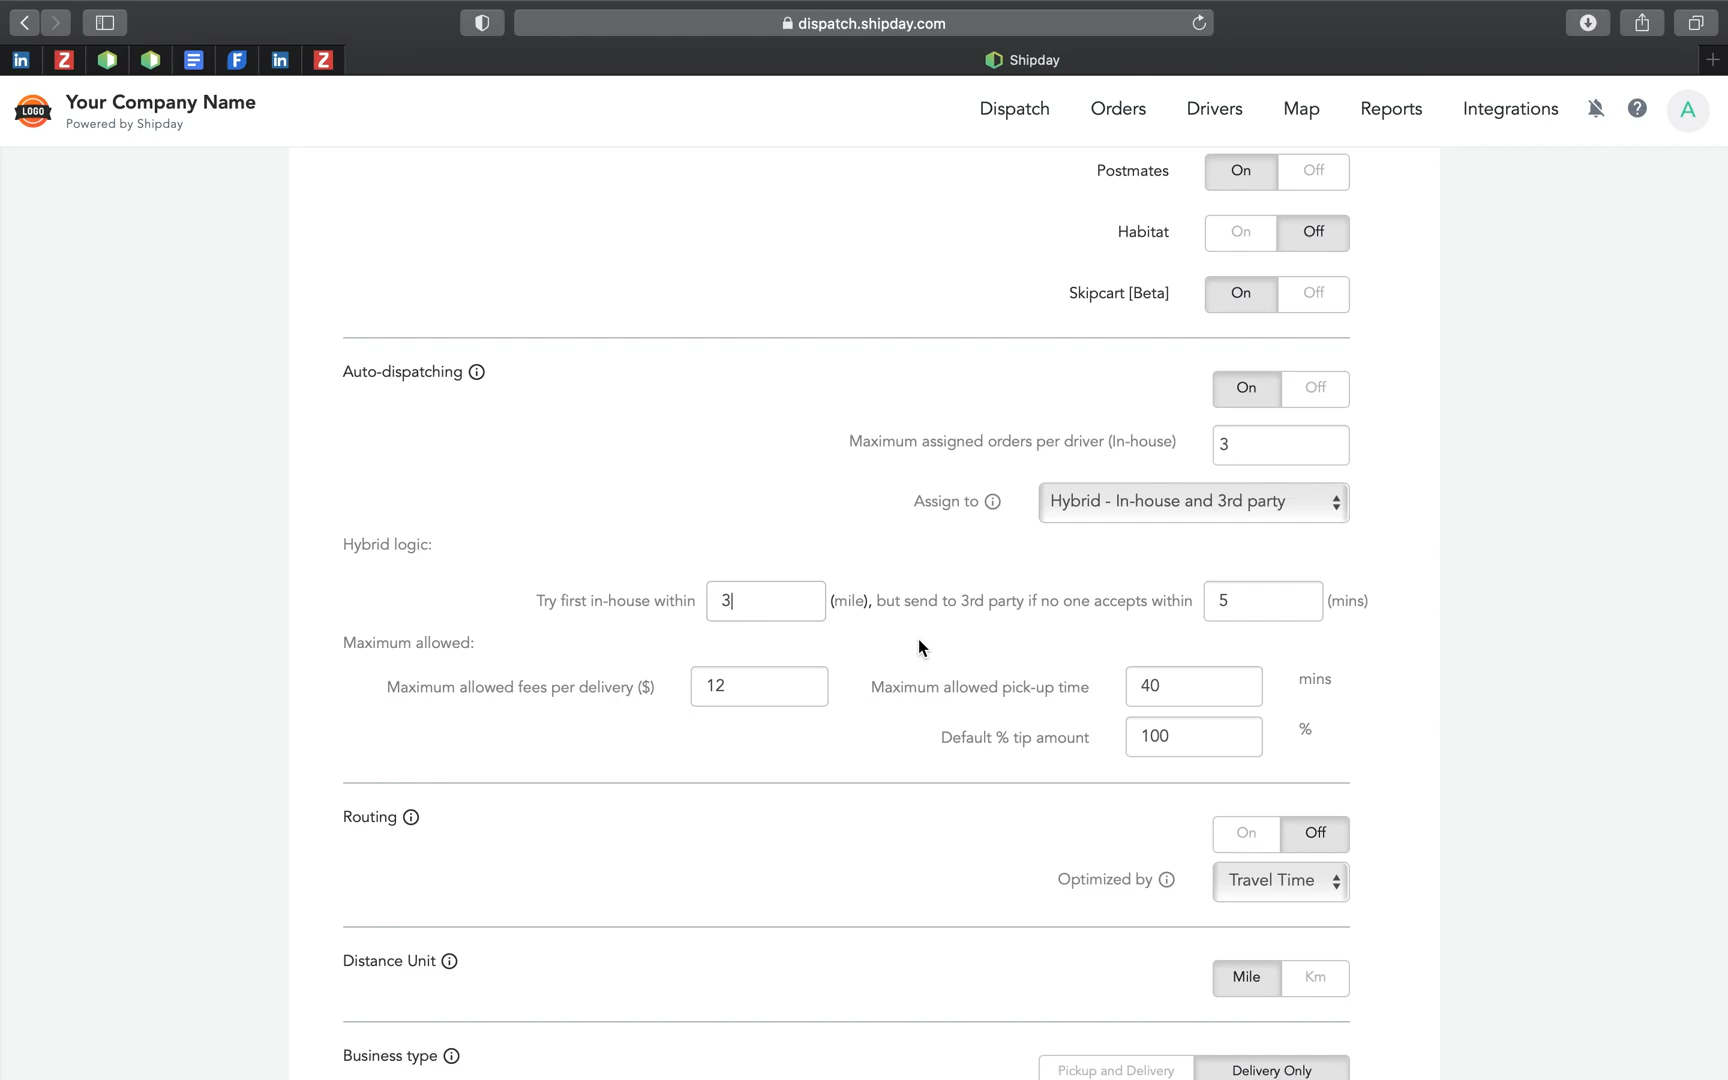 dispatch.shipday.com
Shipday
LOGO
Your Company Name
Powered by Shipday
Dispatch Orders Drivers Map Reports Integrations A
Postmates On Off
Habitat On Off
Skipcart [Beta] On Off
Auto-dispatching
On Off
Maximum assigned orders per driver (In-house) 3
Assign to Hybrid - In-house and 3rd party
Hybrid logic:
Try first in-house within 3 (mile), but send to 3rd party if no one accepts within 5 (mins)
Maximum allowed:
Maximum allowed fees per delivery ($) 12 Maximum allowed pick-up time 40 mins
Default % tip amount 100 %
Routing
On Off
Optimized by Travel Time
Distance Unit
Mile Km
Business type
Pickup and Delivery Delivery Only